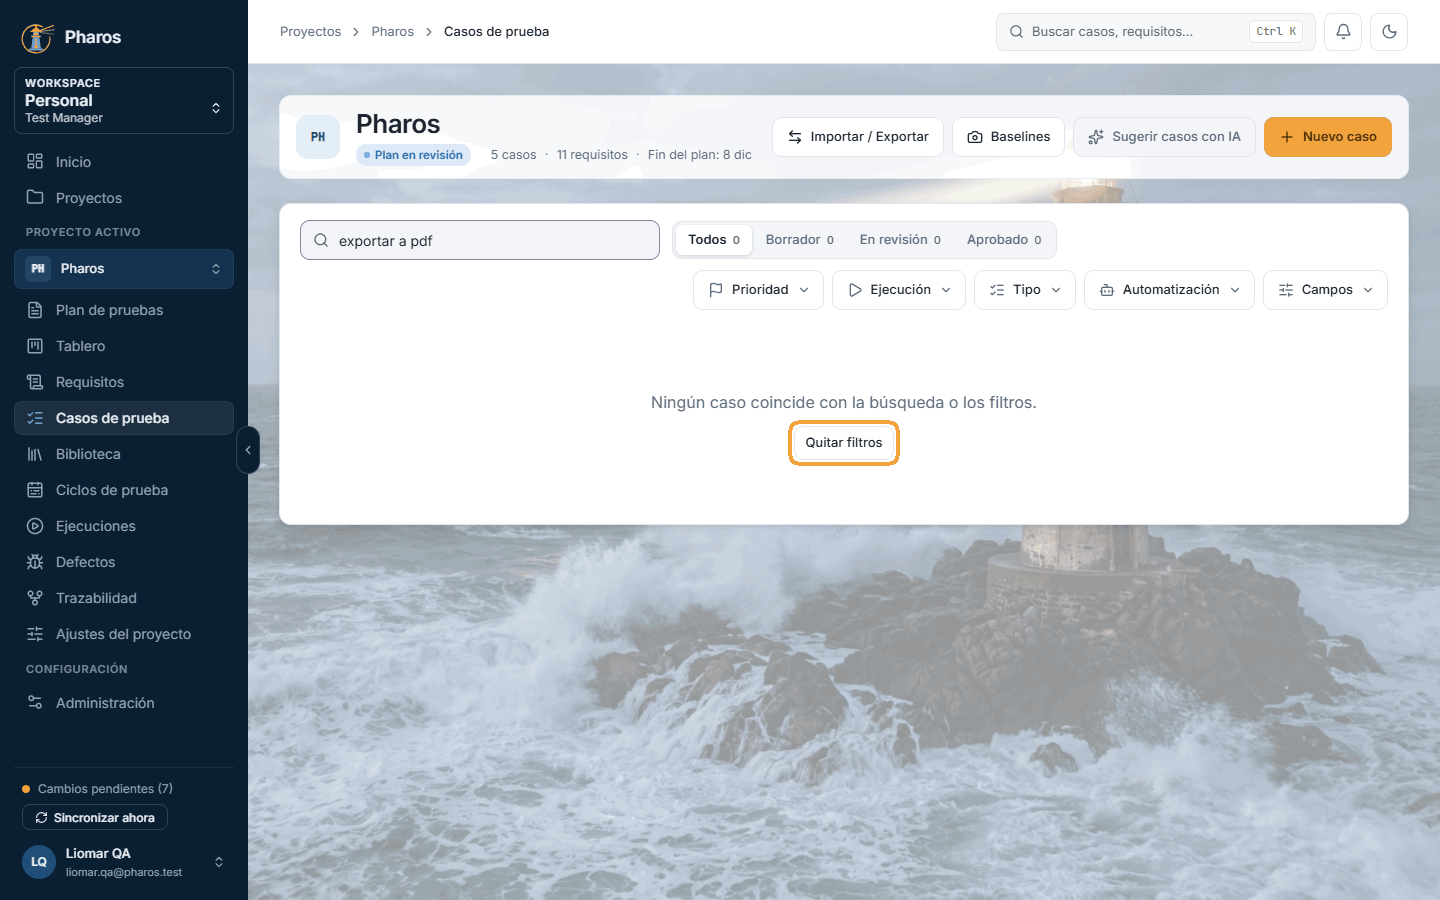 Pharos
WORKSPACE
Personal
Test Manager
Inicio
Proyectos
PROYECTO ACTIVO
PH Pharos
Plan de pruebas
Tablero
Requisitos
Casos de prueba
Biblioteca
Ciclos de prueba
Ejecuciones
Defectos
Trazabilidad
Ajustes del proyecto
CONFIGURACIÓN
Administración
Cambios pendientes (7)
Sincronizar ahora
LQ
Liomar QA
liomar.qa@pharos.test
Proyectos > Pharos > Casos de prueba
Buscar casos, requisitos... Ctrl K
PH
Pharos
Plan en revisión 5 casos · 11 requisitos · Fin del plan: 8 dic
Importar / Exportar Baselines Sugerir casos con IA Nuevo caso
exportar a pdf
Todos 0 Borrador 0 En revisión 0 Aprobado 0
Prioridad Ejecución Tipo Automatización Campos
Ningún caso coincide con la búsqueda o los filtros.
Quitar filtros